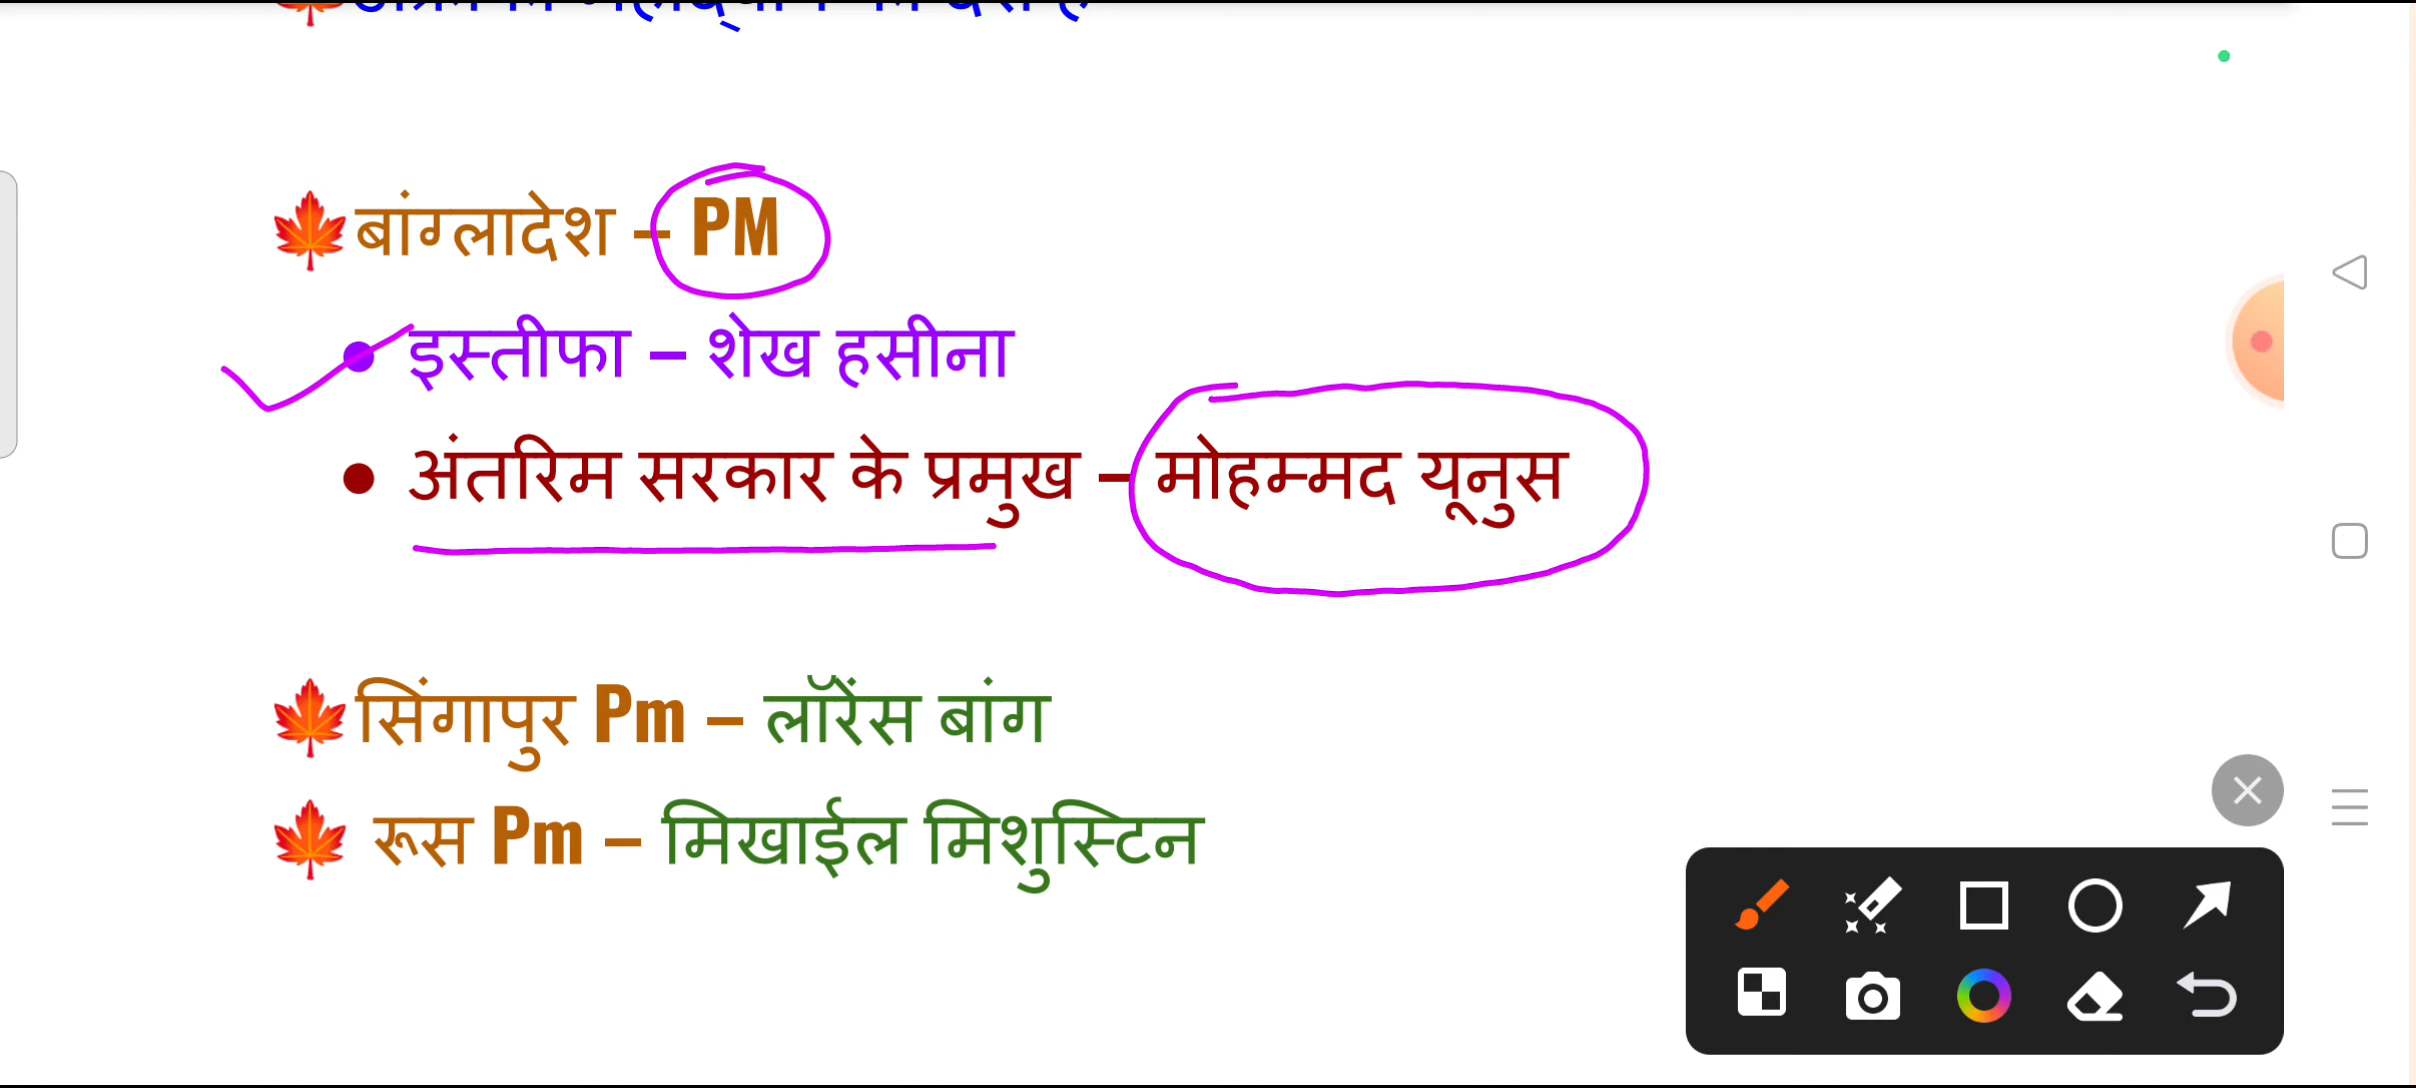 🍁बांग्लादेश – PM
● इस्तीफा – शेख हसीना
● अंतरिम सरकार के प्रमुख – मोहम्मद यूनुस
🍁सिंगापुर Pm – लॉरेंस बांग
🍁 रूस Pm – मिखाईल मिशुस्टिन